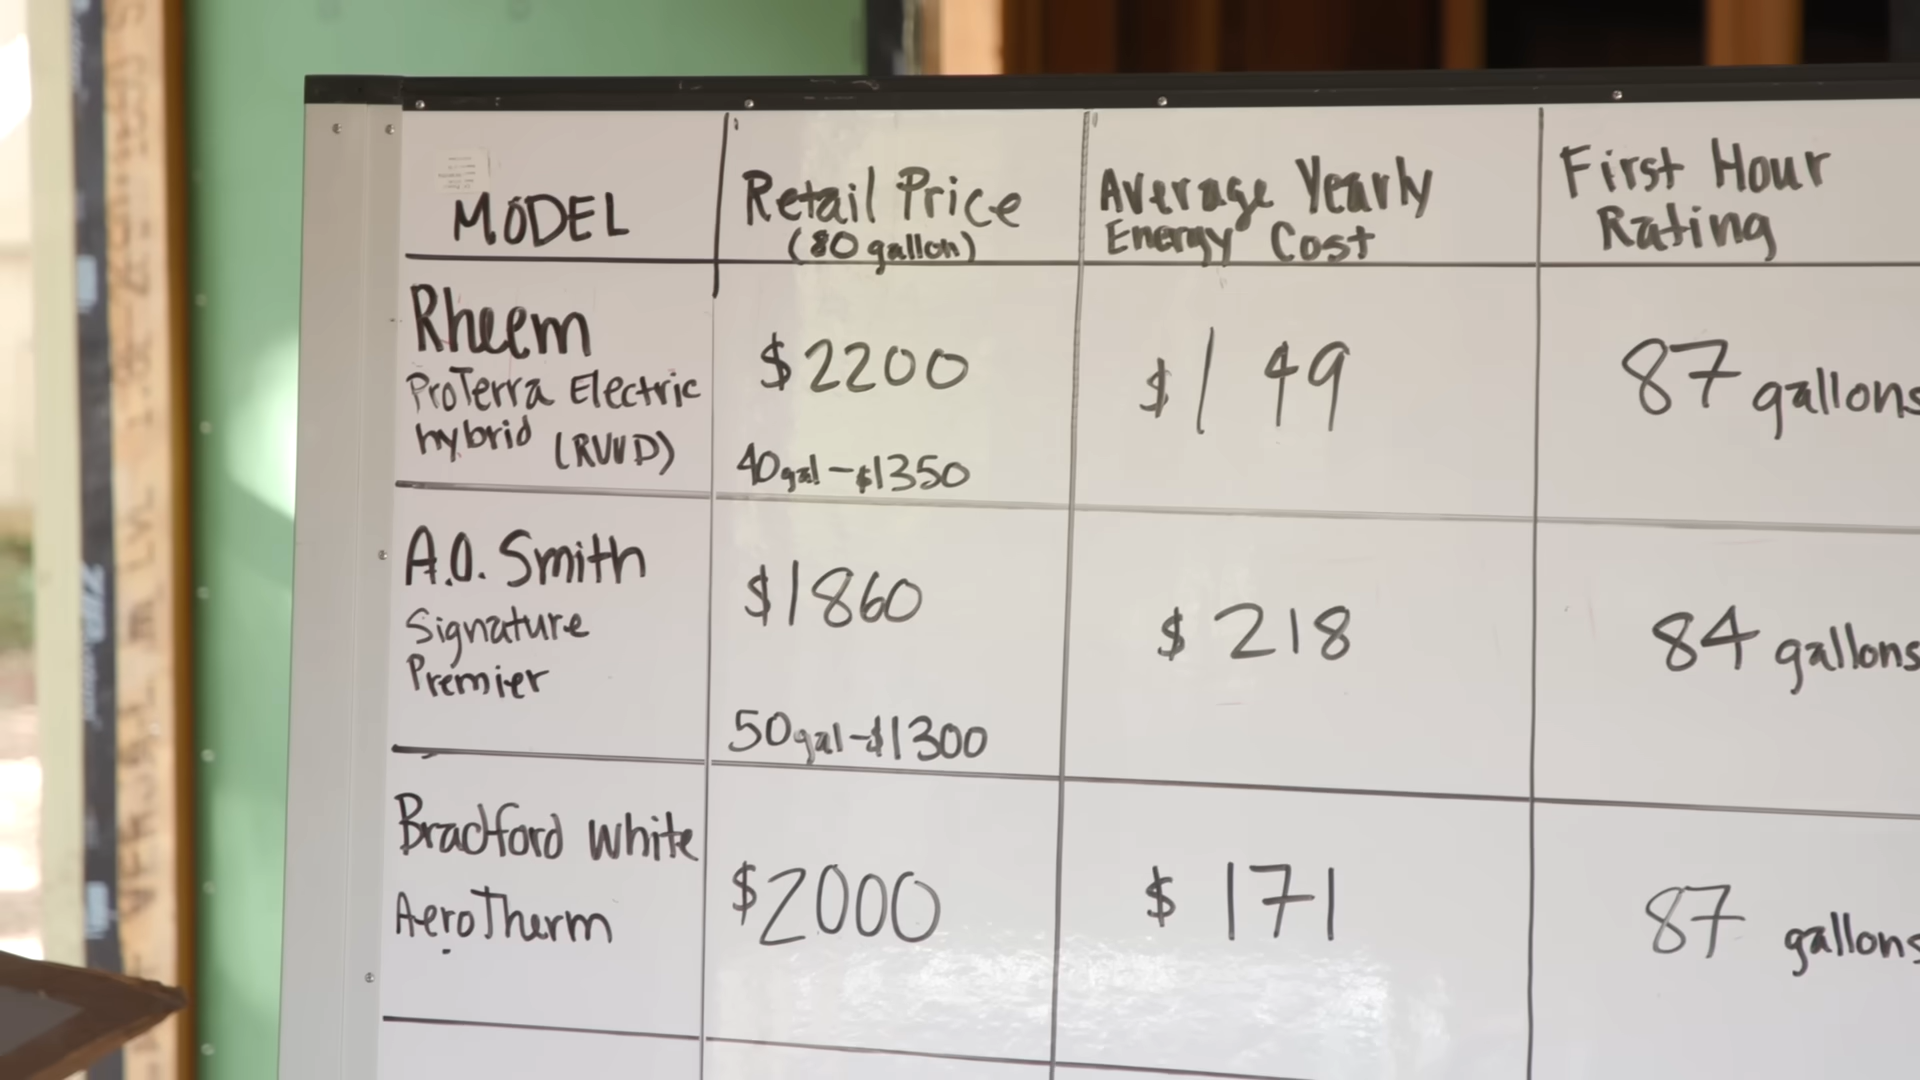 MODEL
Retail Price
(80 gallon)
Average Yearly
Energy Cost
First Hour
Rating
Rheem
ProTerra Electric
hybrid (RUUD)
$2200
40gal-$1350
$149
87 gallons
A.O. Smith
Signature
Premier
$1860
50gal-$1300
$218
84 gallons
Bradford White
AeroTherm
$2000
$171
87 gallons